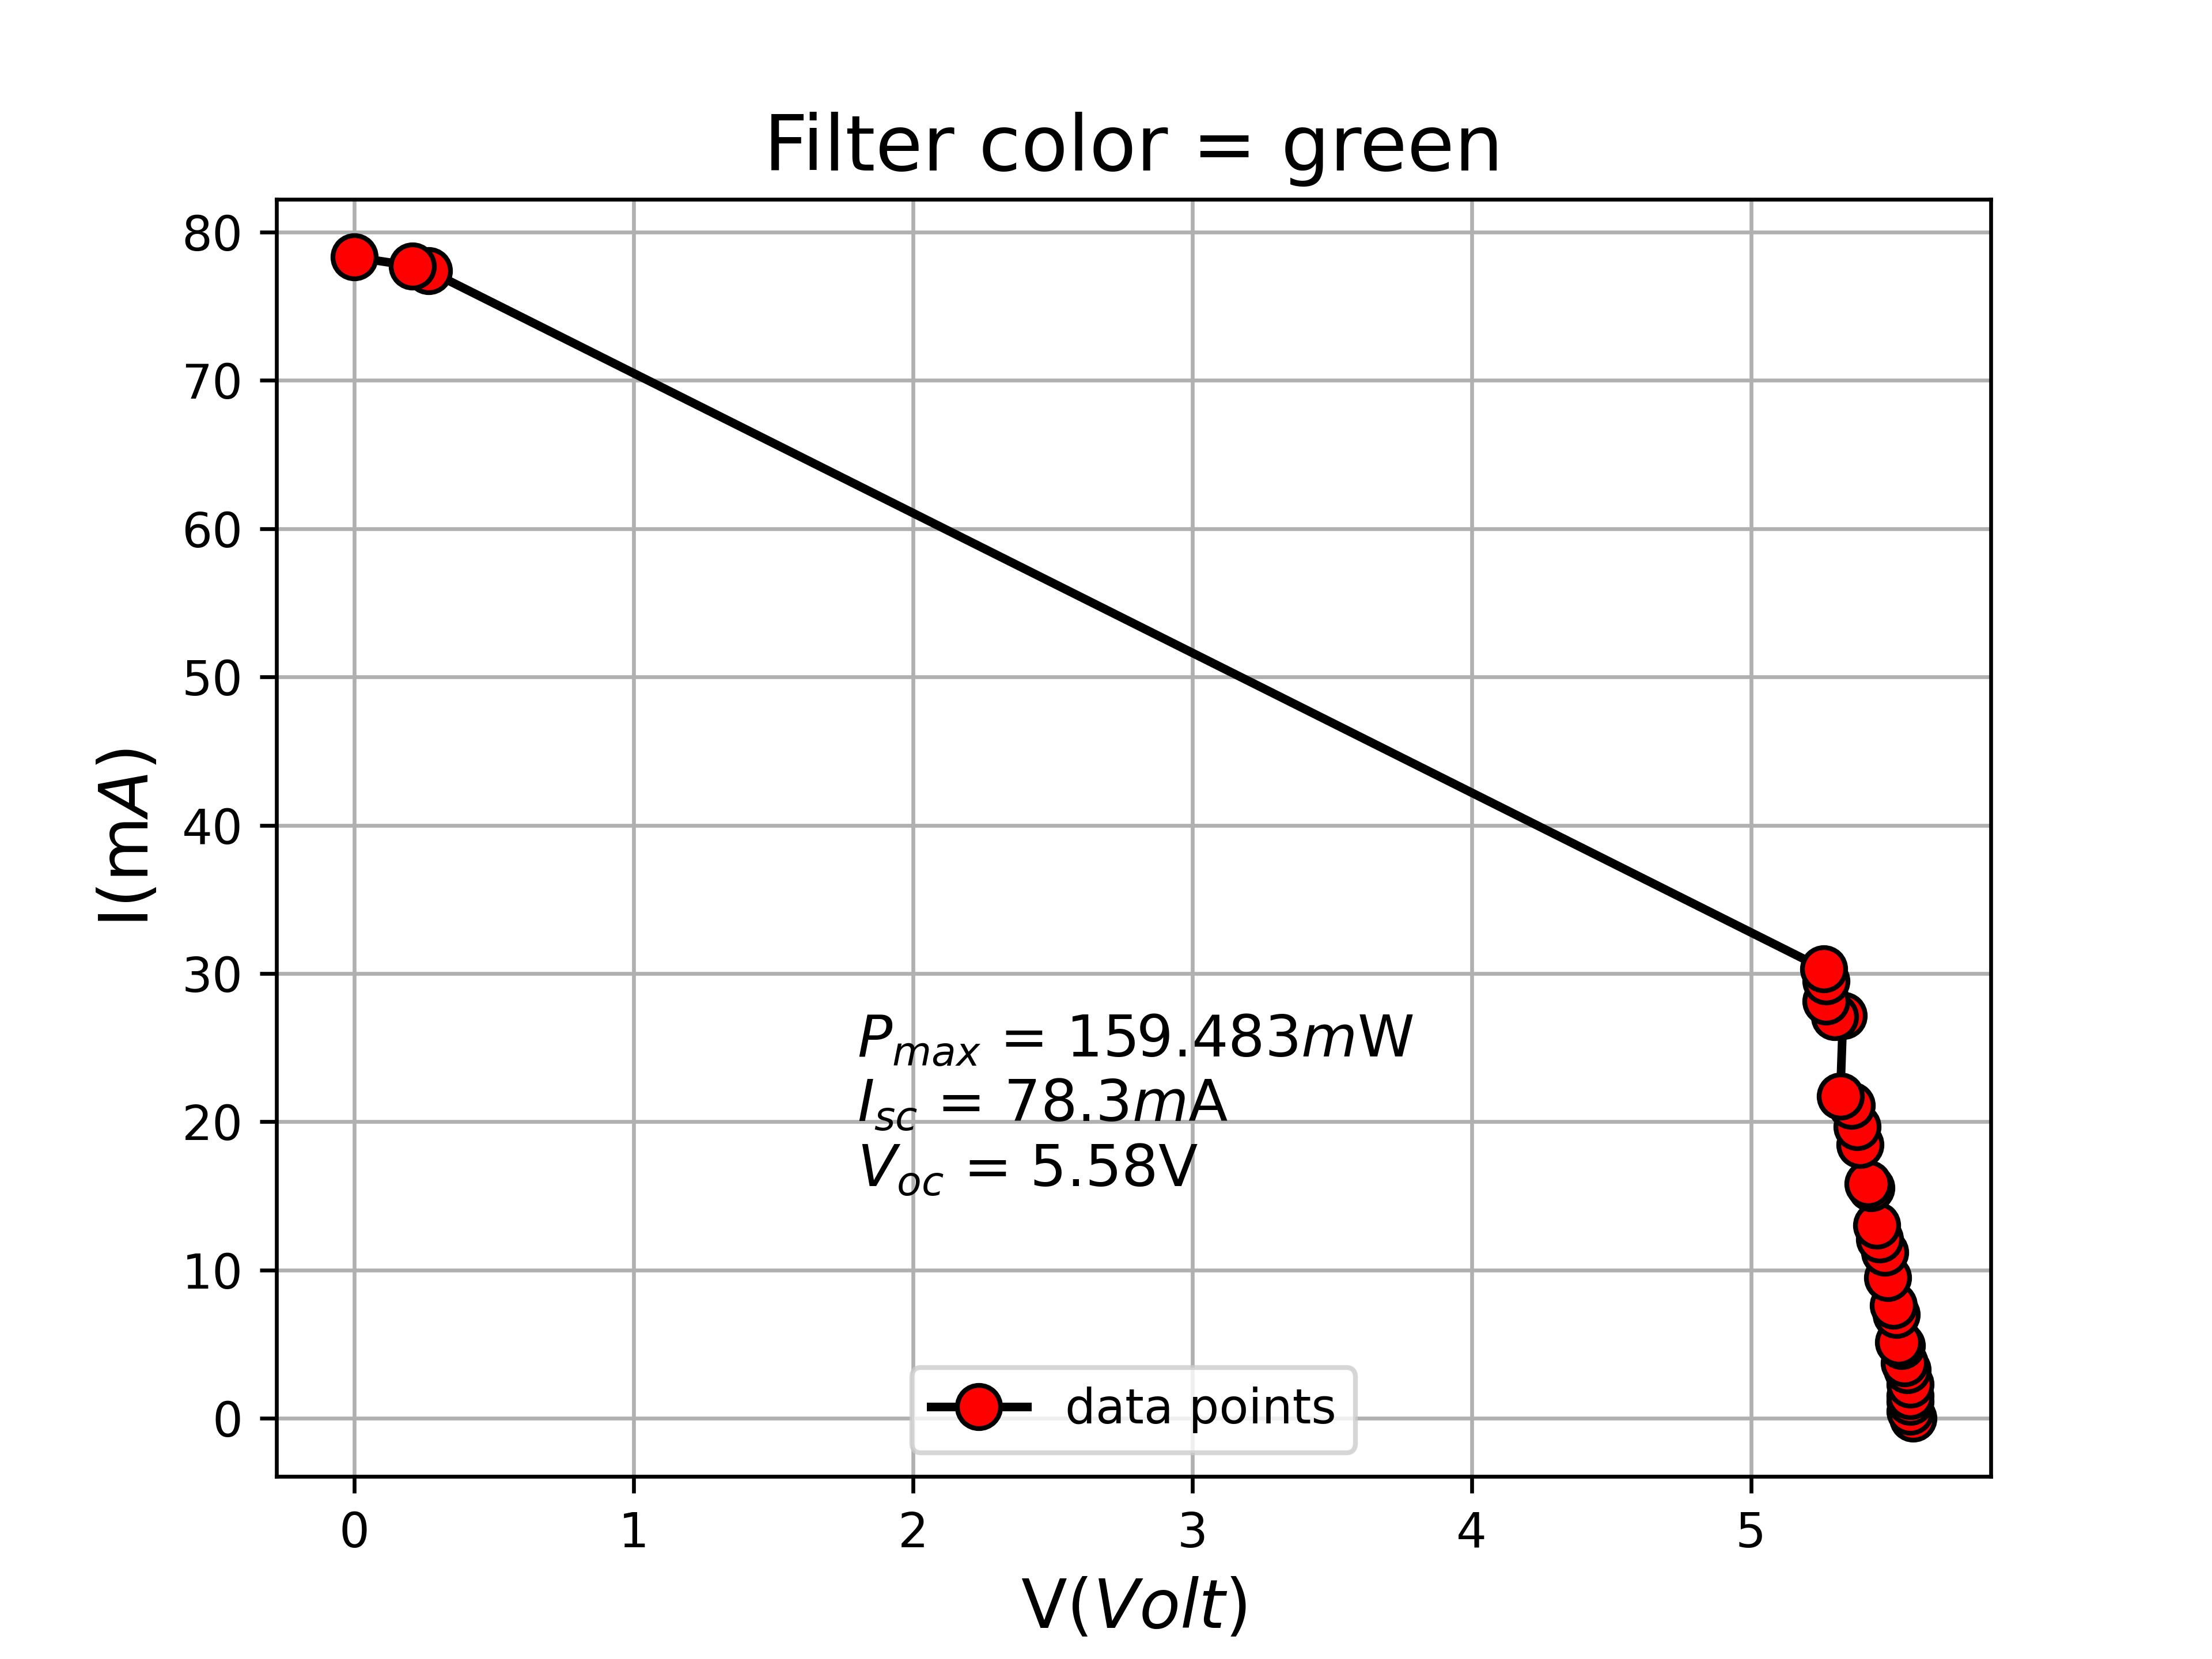 Filter color = green
80
70
60
50
40
30
20
10
0
I(mA)
P_max = 159.483mW
I_sc = 78.3mA
V_oc = 5.58V
data points
0 1 2 3 4 5
V(Volt)